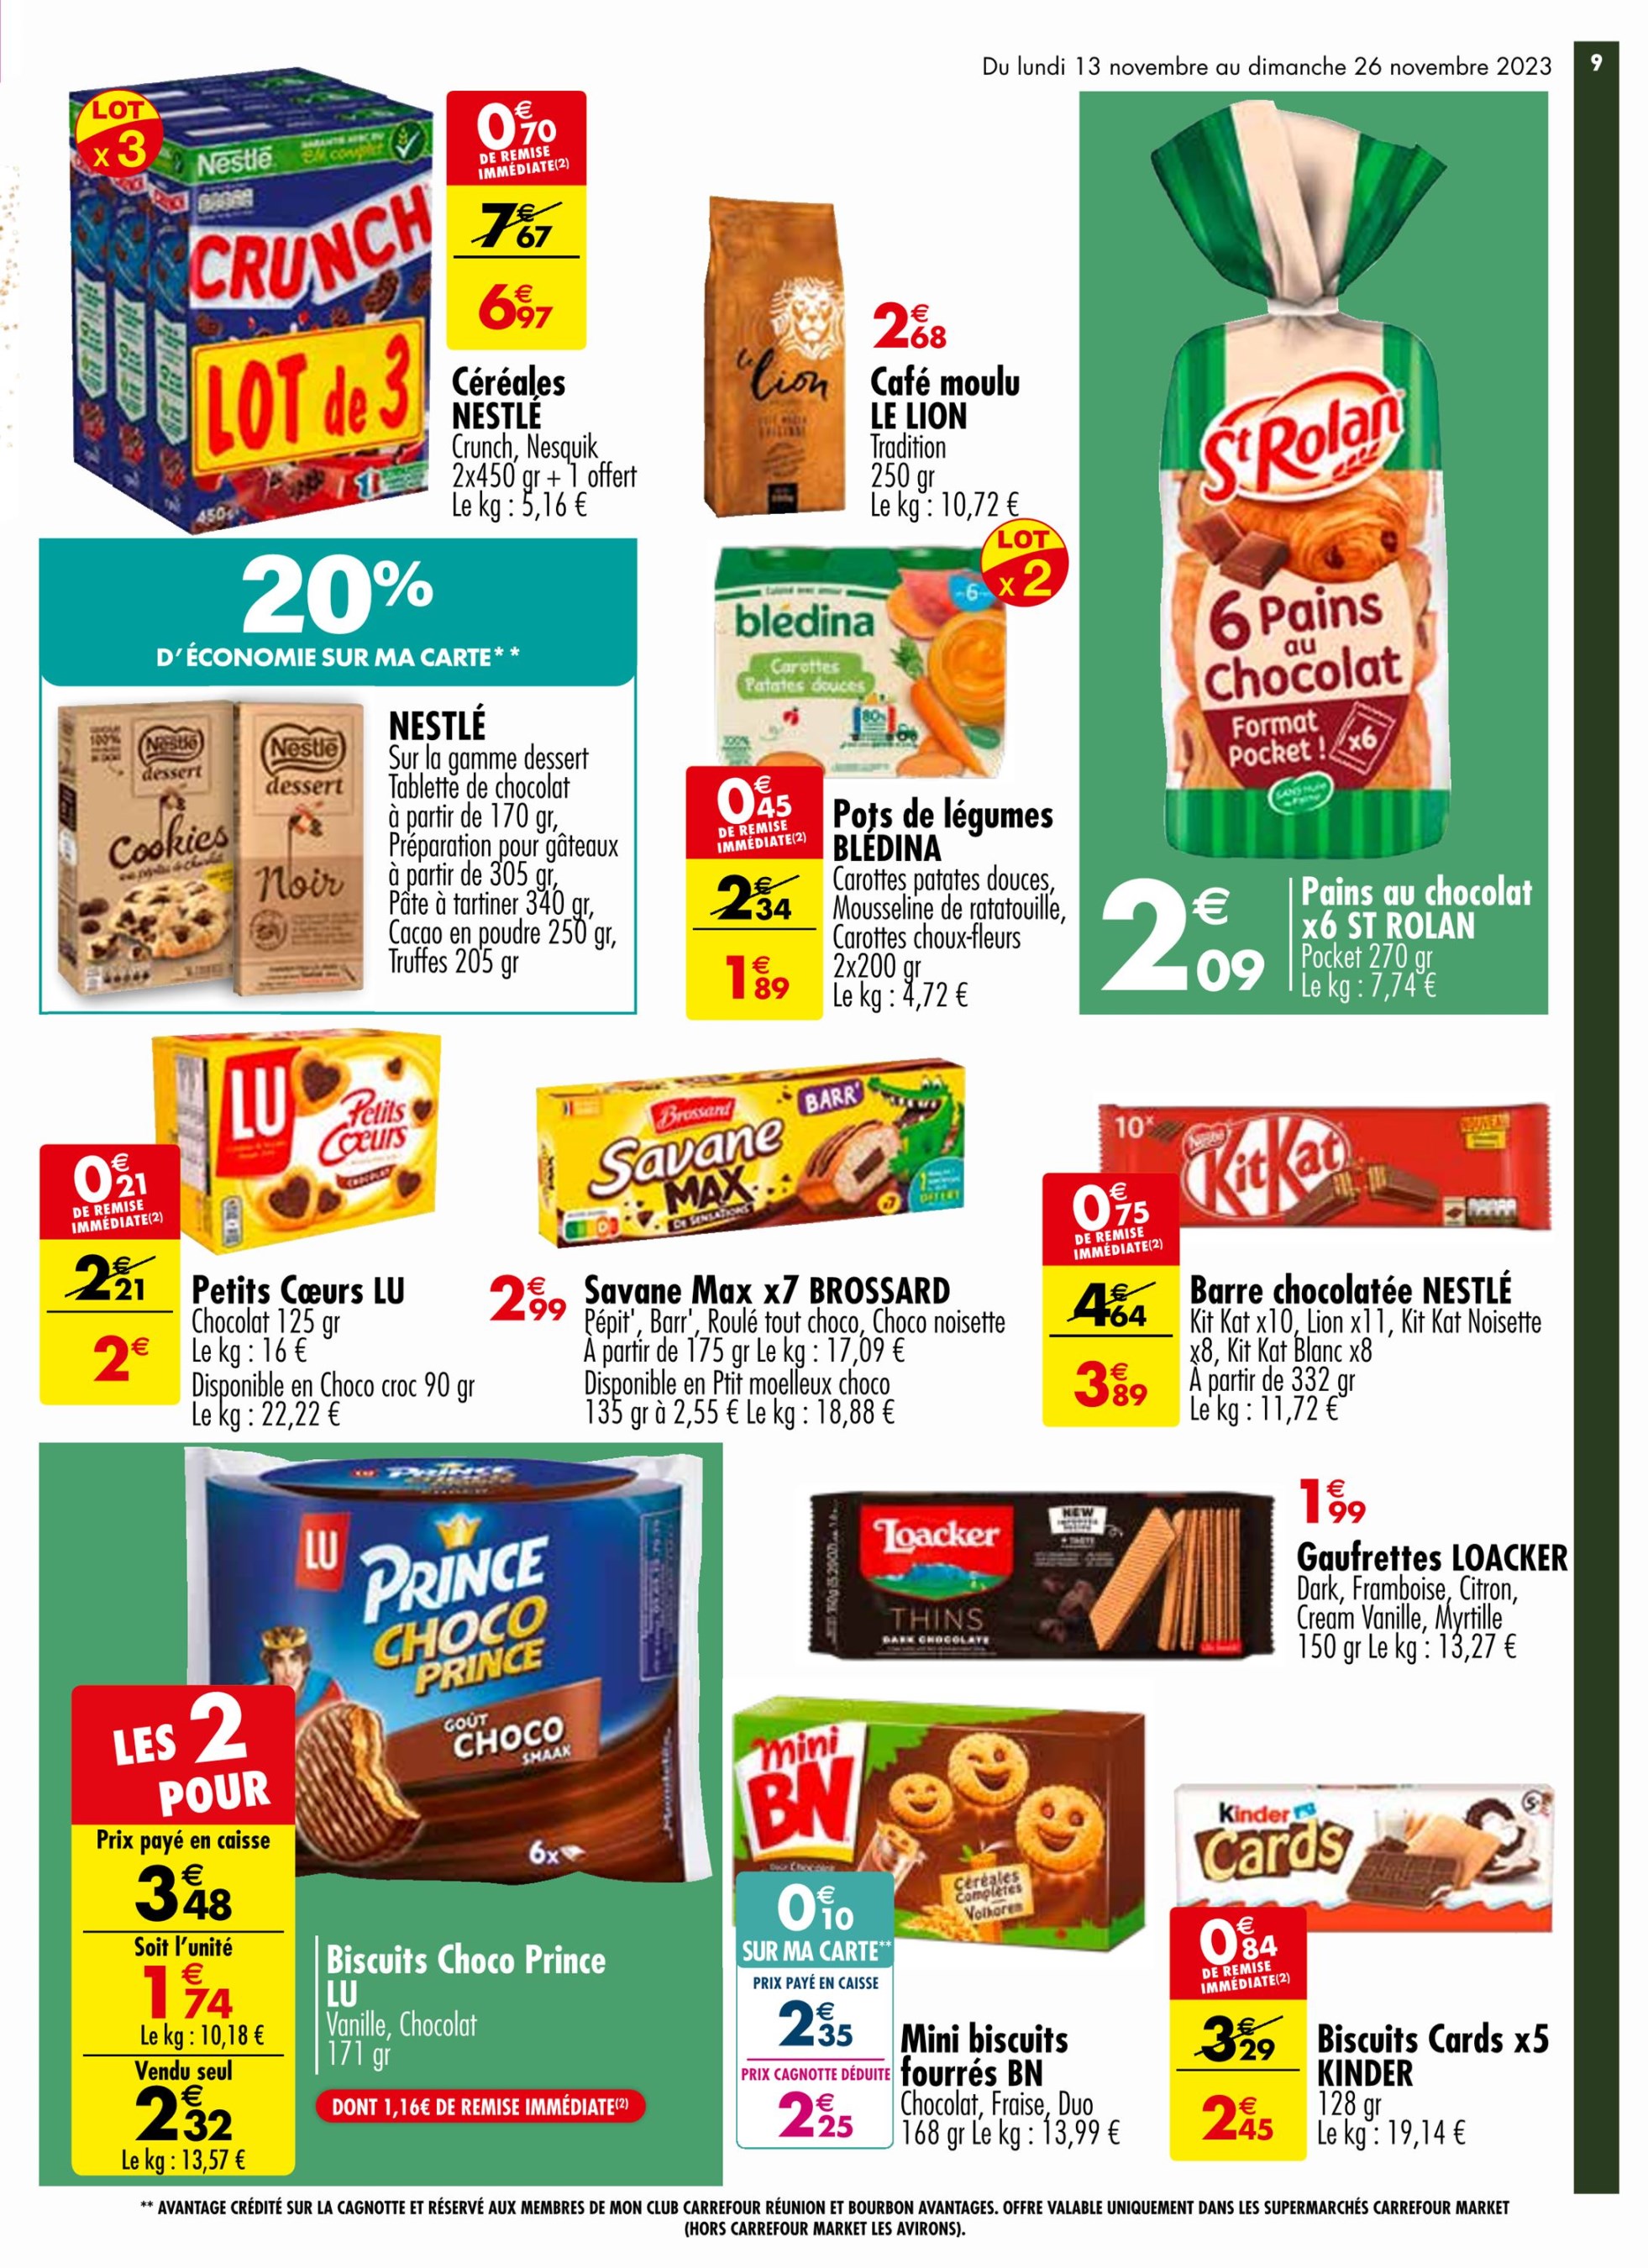 Du lundi 13 novembre au dimanche 26 novembre 2023
9
LOT
x 3
Nestlé
CRUNCH
LOT de 3
450g
0€70
DE REMISE
IMMÉDIATE(2)
7€67
6€97
Céréales
NESTLÉ
Crunch, Nesquik
2x450 gr + 1 offert
Le kg : 5,16 €
le
lion
2€68
Café moulu
LE LION
Tradition
250 gr
Le kg : 10,72 €
St Rolan
6 Pains
au
Chocolat
Format
Pocket !
x6
2€09
Pains au chocolat
x6 ST ROLAN
Pocket 270 gr
Le kg : 7,74 €
20%
D'ÉCONOMIE SUR MA CARTE**
Nestlé
dessert
Cookies
Nestlé
dessert
Noir
NESTLÉ
Sur la gamme dessert
Tablette de chocolat
à partir de 170 gr,
Préparation pour gâteaux
à partir de 305 gr,
Pâte à tartiner 340 gr,
Cacao en poudre 250 gr,
Truffes 205 gr
LOT
x 2
blédina
Carottes
Patates douces
80%
0€45
DE REMISE
IMMÉDIATE(2)
2€34
1€89
Pots de légumes
BLÉDINA
Carottes patates douces,
Mousseline de ratatouille,
Carottes choux-fleurs
2x200 gr
Le kg : 4,72 €
LU
Petits
Cœurs
CHOCOLAT
0€21
DE REMISE
IMMÉDIATE(2)
2€21
2€
Petits Cœurs LU
Chocolat 125 gr
Le kg : 16 €
Disponible en Choco croc 90 gr
Le kg : 22,22 €
Brossard
BARR'
Savane
MAX
DE SENSATIONS
x7
OFFERT
2€99
Savane Max x7 BROSSARD
Pépit', Barr', Roulé tout choco, Choco noisette
À partir de 175 gr Le kg : 17,09 €
Disponible en Ptit moelleux choco
135 gr à 2,55 € Le kg : 18,88 €
10x
Nestlé
KitKat
NOUVEAU
0€75
DE REMISE
IMMÉDIATE(2)
4€64
3€89
Barre chocolatée NESTLÉ
Kit Kat x10, Lion x11, Kit Kat Noisette
x8, Kit Kat Blanc x8
À partir de 332 gr
Le kg : 11,72 €
LU
PRINCE
CHOCO
PRINCE
GOÛT
CHOCO
SMAAK
6x
LES 2
POUR
Prix payé en caisse
3€48
Soit l'unité
1€74
Le kg : 10,18 €
Vendu seul
2€32
Le kg : 13,57 €
Biscuits Choco Prince
LU
Vanille, Chocolat
171 gr
DONT 1,16€ DE REMISE IMMÉDIATE(2)
Loacker
NEW
THINS
DARK CHOCOLATE
1€99
Gaufrettes LOACKER
Dark, Framboise, Citron,
Cream Vanille, Myrtille
150 gr Le kg : 13,27 €
mini
BN
Céréales
Complètes
Volkoren
0€10
SUR MA CARTE**
PRIX PAYÉ EN CAISSE
2€35
PRIX CAGNOTTE DÉDUITE
2€25
Mini biscuits
fourrés BN
Chocolat, Fraise, Duo
168 gr Le kg : 13,99 €
Kinder
Cards
0€84
DE REMISE
IMMÉDIATE(2)
3€29
2€45
Biscuits Cards x5
KINDER
128 gr
Le kg : 19,14 €
** AVANTAGE CRÉDITÉ SUR LA CAGNOTTE ET RÉSERVÉ AUX MEMBRES DE MON CLUB CARREFOUR RÉUNION ET BOURBON AVANTAGES. OFFRE VALABLE UNIQUEMENT DANS LES SUPERMARCHÉS CARREFOUR MARKET
(HORS CARREFOUR MARKET LES AVIRONS).